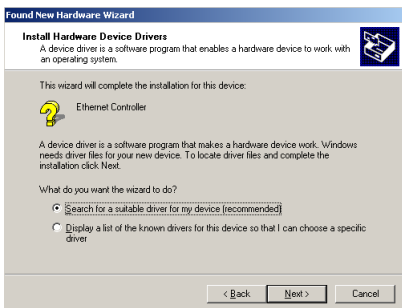 Found New Hardware Wizard
Install Hardware Device Drivers
A device driver is a software program that enables a hardware device to work with
an operating system.
This wizard will complete the installation for this device:
Ethernet Controller
A device driver is a software program that makes a hardware device work. Windows
needs driver files for your new device. To locate driver files and complete the
installation click Next.
What do you want the wizard to do?
Search for a suitable driver for my device (recommended)
Display a list of the known drivers for this device so that I can choose a specific
driver
< Back Next > Cancel